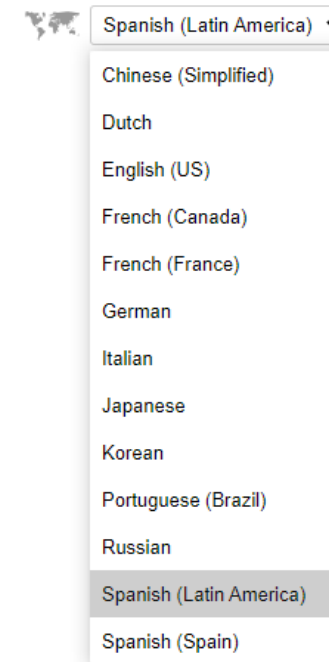 Spanish (Latin America)
Chinese (Simplified)
Dutch
English (US)
French (Canada)
French (France)
German
Italian
Japanese
Korean
Portuguese (Brazil)
Russian
Spanish (Latin America)
Spanish (Spain)